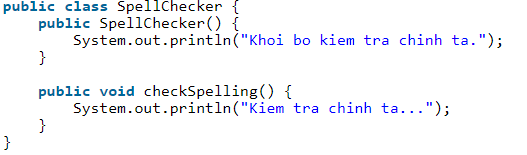 public class SpellChecker {
    public SpellChecker() {
        System.out.println("Khoi bo kiem tra chinh ta.");
    }

    public void checkSpelling() {
        System.out.println("Kiem tra chinh ta...");
    }
}